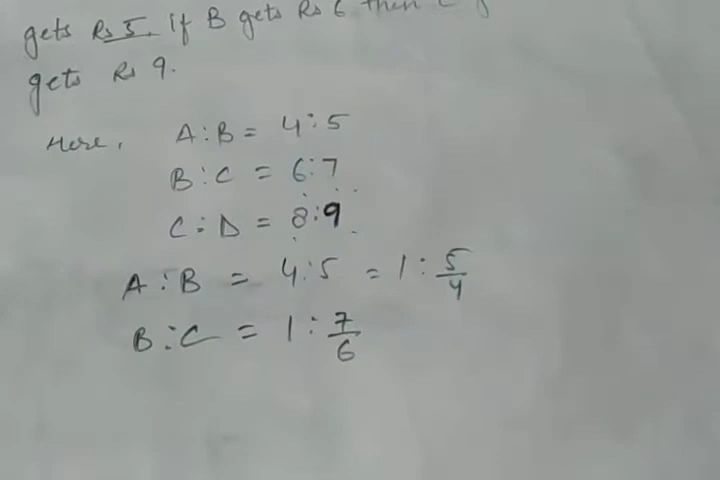 gets Rs 5. if B gets Rs 6 then C
gets Rs 9.
Here, A:B = 4:5
B:C = 6:7
C:D = 8:9
A:B = 4:5 = 1:5/4
B:C = 1:7/6